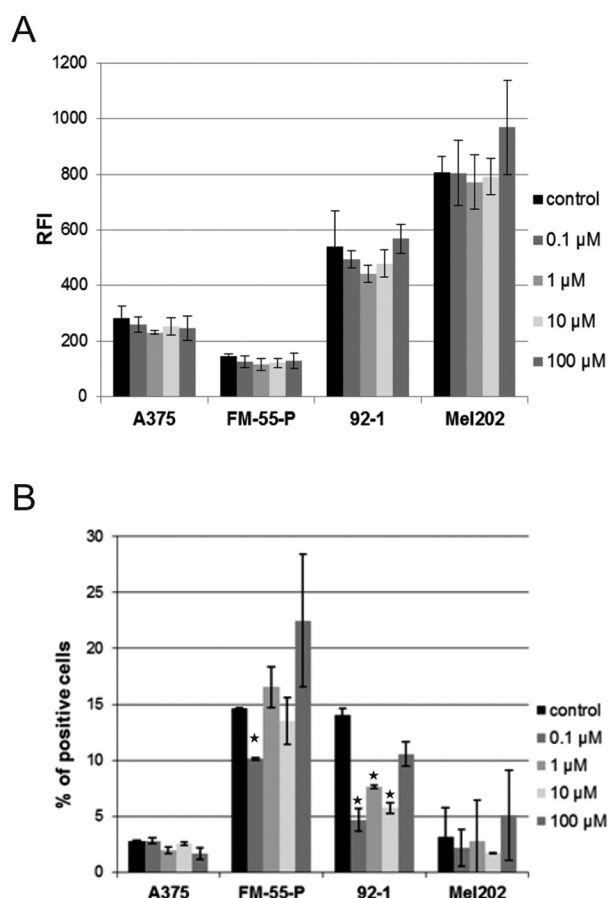 A
1200
1000
800
600
400
200
0
RFI
A375 FM-55-P 92-1 Mel202
control
0.1 µM
1 µM
10 µM
100 µM
B
30
25
20
15
10
5
0
% of positive cells
A375 FM-55-P 92-1 Mel202
control
0.1 µM
1 µM
10 µM
100 µM